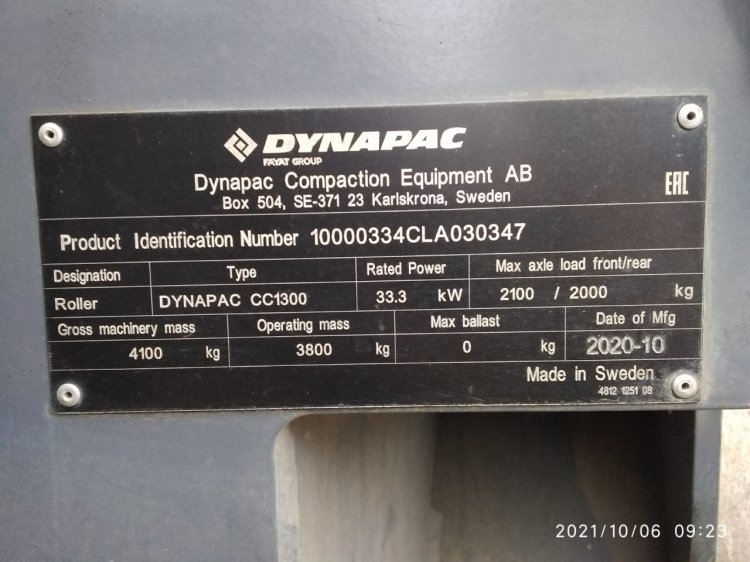 DYNAPAC
FAYAT GROUP
Dynapac Compaction Equipment AB
Box 504, SE-371 23 Karlskrona, Sweden
EAC
Product Identification Number 10000334CLA030347
Designation Type Rated Power Max axle load front/rear
Roller DYNAPAC CC1300 33.3 kW 2100 / 2000 kg
Gross machinery mass Operating mass Max ballast Date of Mfg
4100 kg 3800 kg 0 kg 2020-10
Made in Sweden
4812 1251 08
2021/10/06 09:23